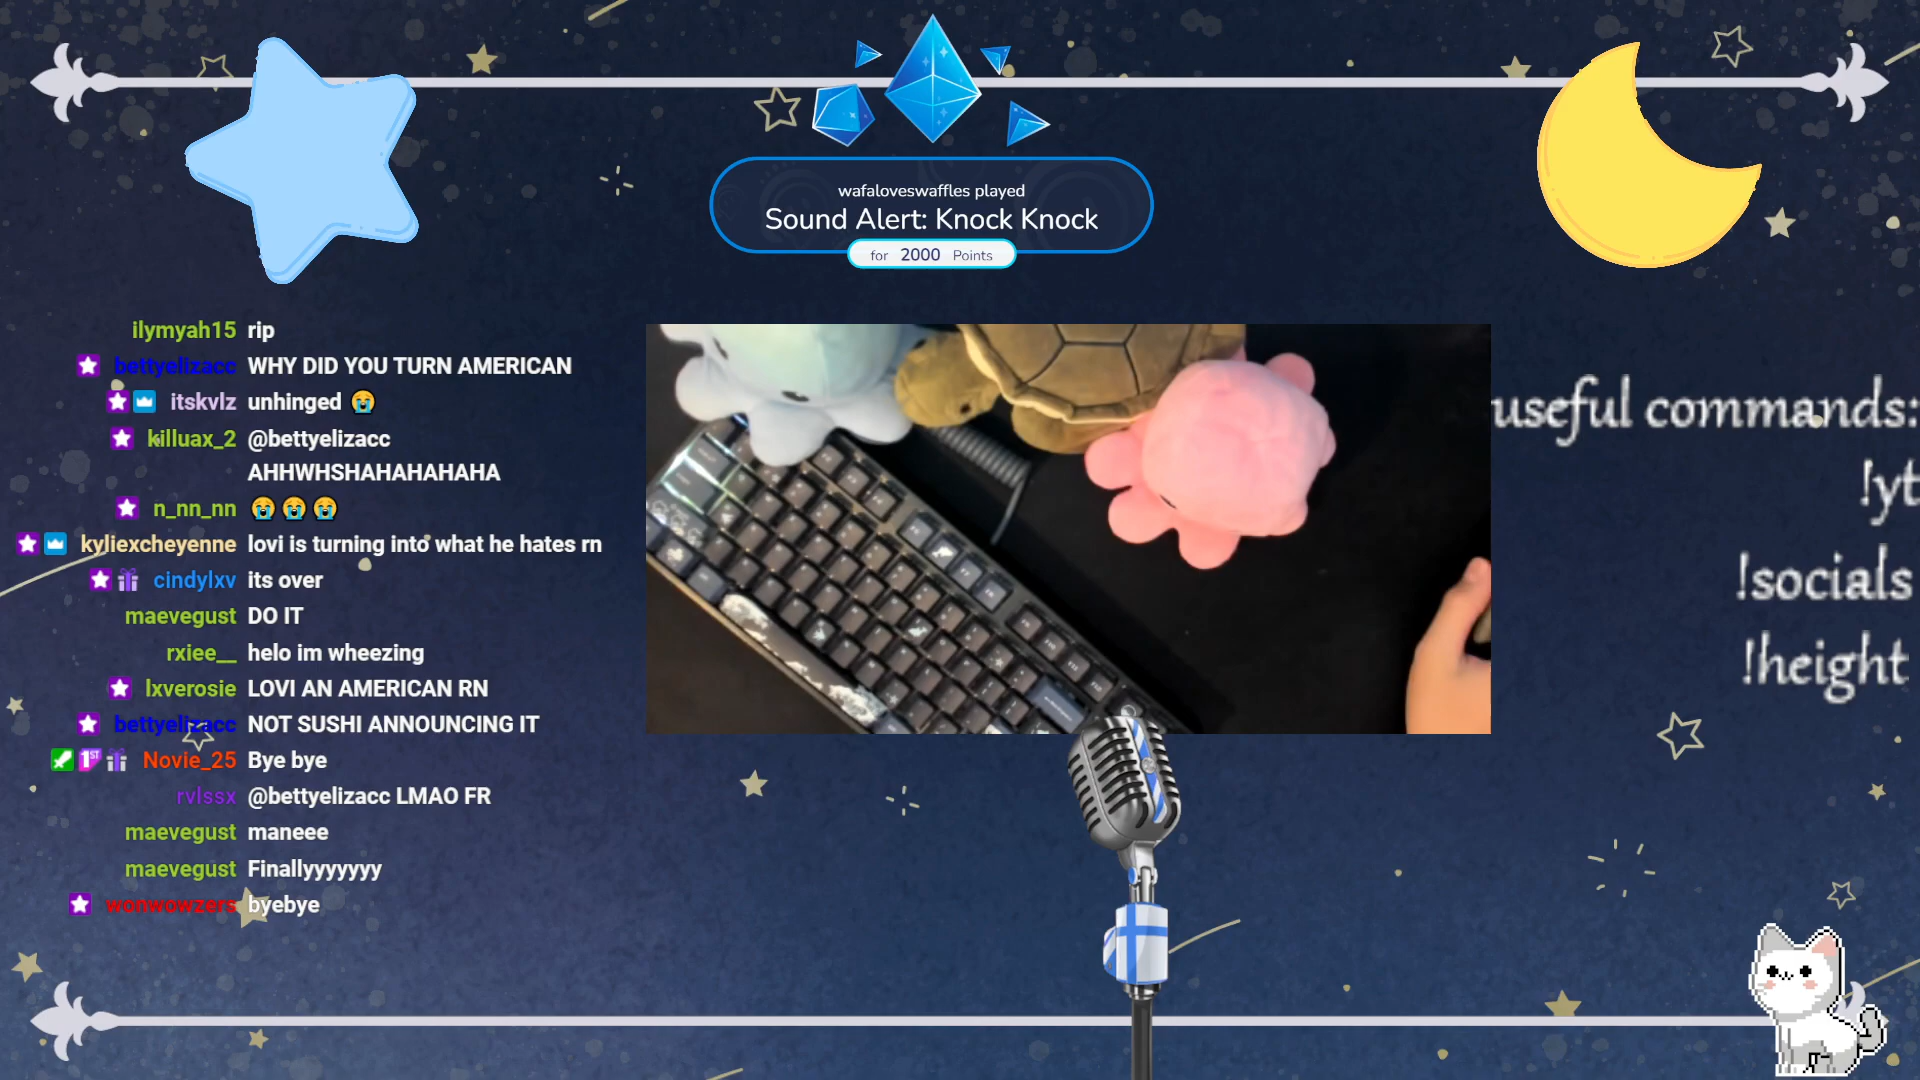 wafaloveswaffles played
Sound Alert: Knock Knock
for 2000 Points
ilymyah15 rip
bettyelizacc WHY DID YOU TURN AMERICAN
itskvlz unhinged 😭
killuax_2 @bettyelizacc
AHHWHSHAHAHAHAHA
n_nn_nn 😭 😭 😭
kyliexcheyenne lovi is turning into what he hates rn
cindylxv its over
maevegust DO IT
rxiee__ helo im wheezing
lxverosie LOVI AN AMERICAN RN
bettyelizacc NOT SUSHI ANNOUNCING IT
1ST Novie_25 Bye bye
rvlssx @bettyelizacc LMAO FR
maevegust maneee
maevegust Finallyyyyyyy
wonwowzers byebye
useful commands:
!yt
!socials
!height